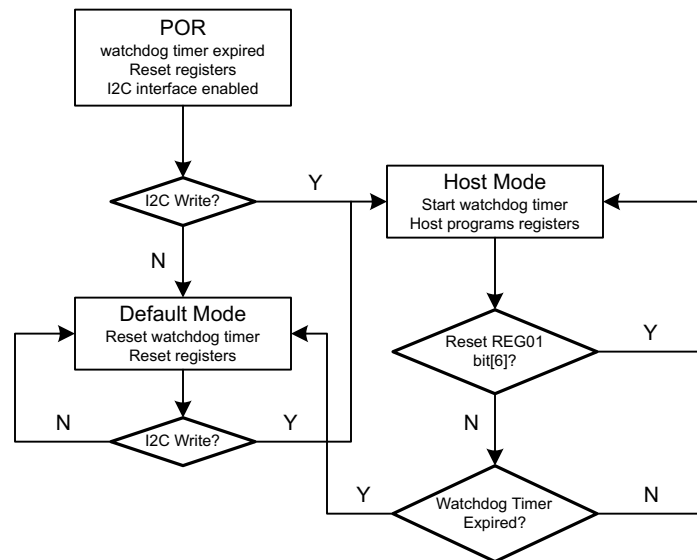 POR
watchdog timer expired
Reset registers
I2C interface enabled
I2C Write?
Y
N
Host Mode
Start watchdog timer
Host programs registers
Default Mode
Reset watchdog timer
Reset registers
Reset REG01
bit[6]?
Y
N
I2C Write?
N
Y
Watchdog Timer
Expired?
Y
N